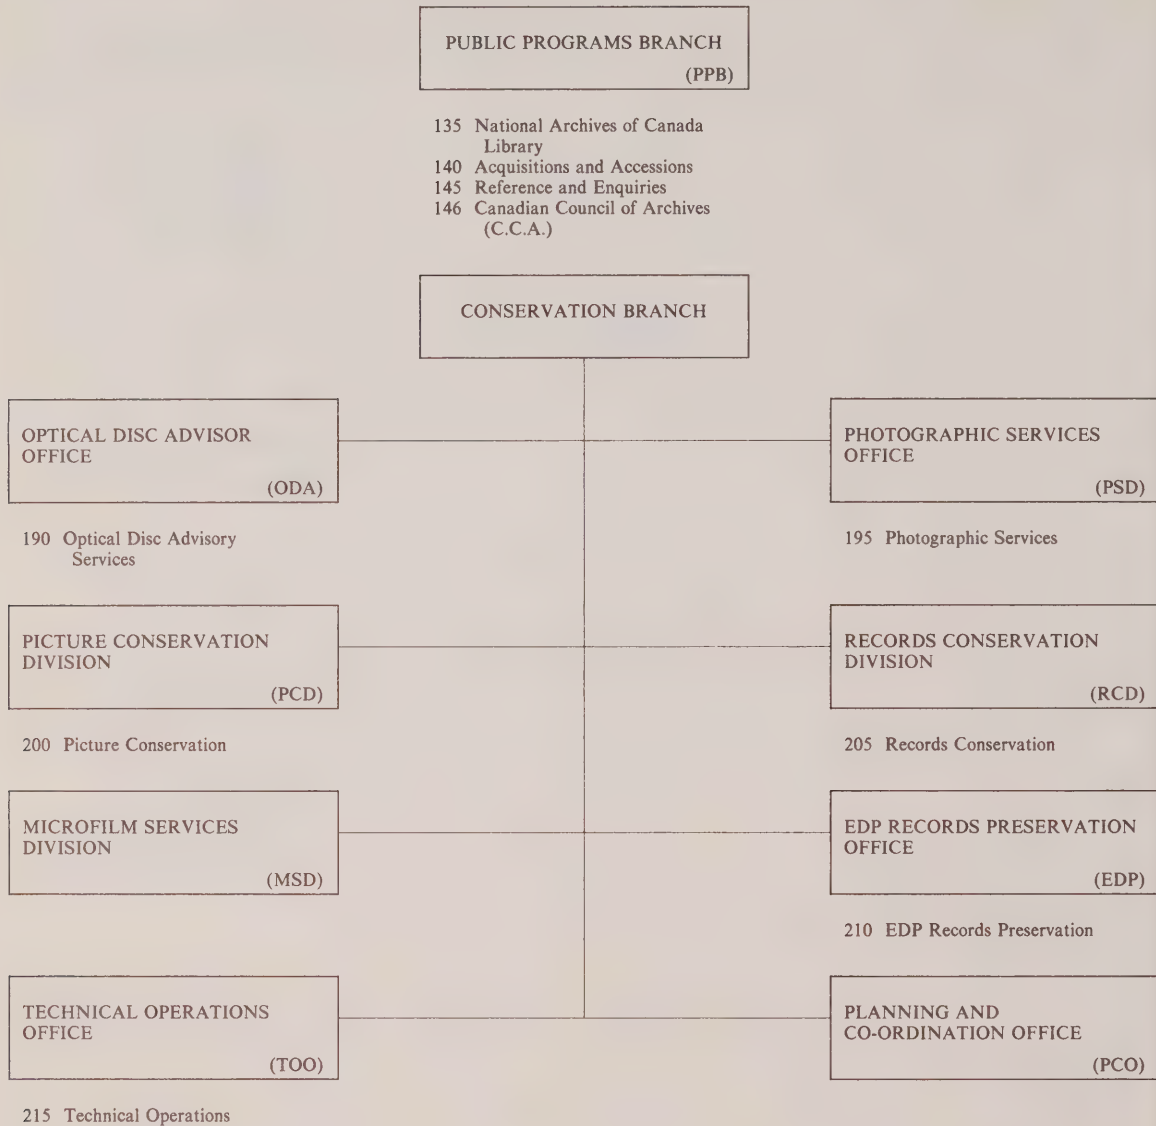 PUBLIC PROGRAMS BRANCH
(PPB)
135 National Archives of Canada
Library
140 Acquisitions and Accessions
145 Reference and Enquiries
146 Canadian Council of Archives
(C.C.A.)
CONSERVATION BRANCH
OPTICAL DISC ADVISOR
OFFICE
(ODA)
190 Optical Disc Advisory
Services
PHOTOGRAPHIC SERVICES
OFFICE
(PSD)
195 Photographic Services
PICTURE CONSERVATION
DIVISION
(PCD)
200 Picture Conservation
RECORDS CONSERVATION
DIVISION
(RCD)
205 Records Conservation
MICROFILM SERVICES
DIVISION
(MSD)
EDP RECORDS PRESERVATION
OFFICE
(EDP)
210 EDP Records Preservation
TECHNICAL OPERATIONS
OFFICE
(TOO)
215 Technical Operations
PLANNING AND
CO-ORDINATION OFFICE
(PCO)